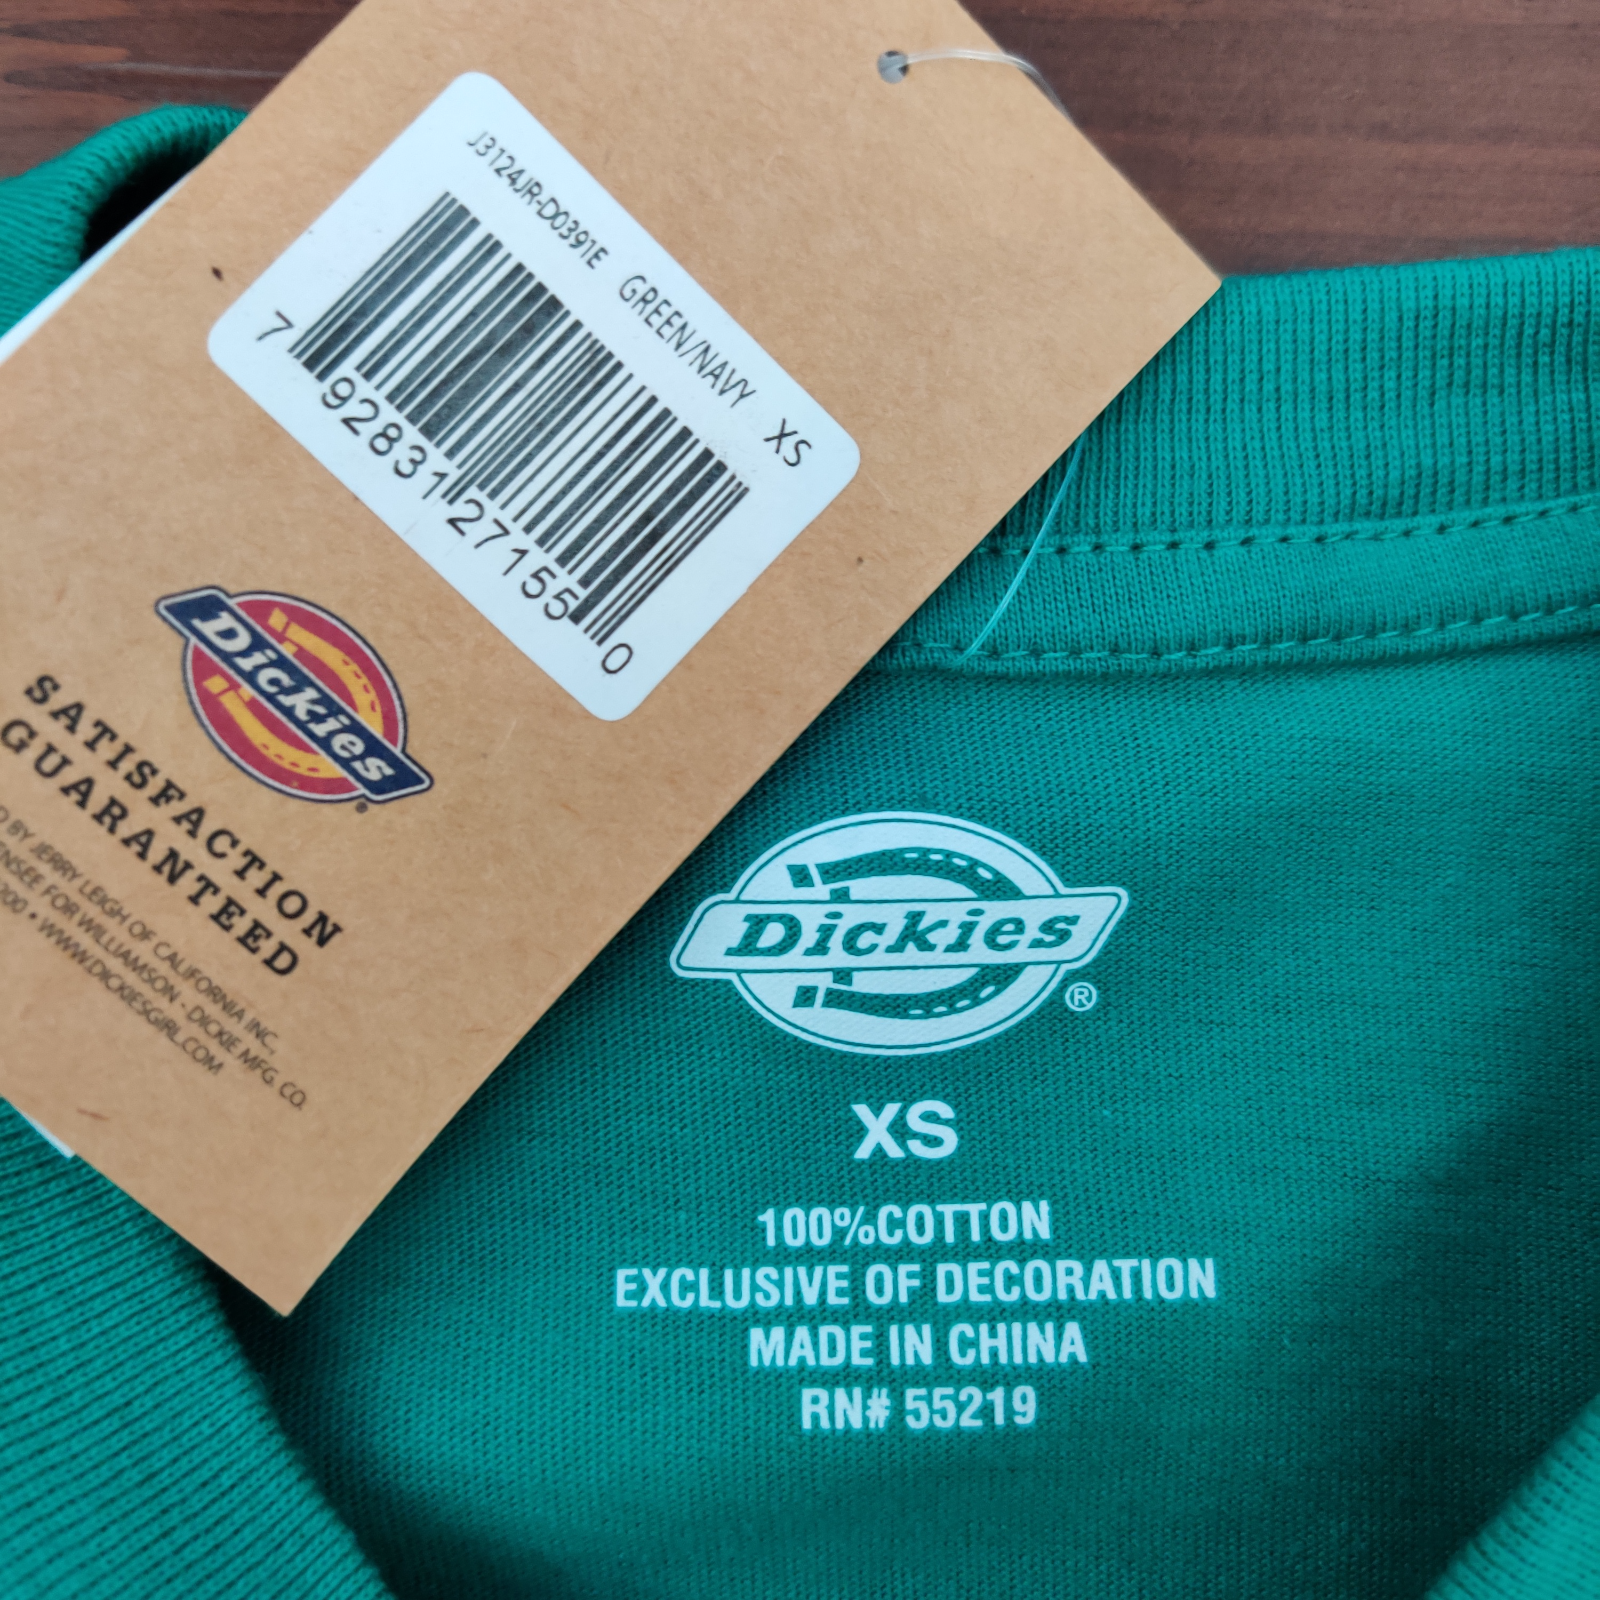 J3124JR-D0391E GREEN/NAVY XS
7 92831 27155 0
Dickies
®
SATISFACTION
GUARANTEED
BY JERRY LEIGH OF CALIFORNIA INC,
FOR WILLIAMSON - DICKIE MFG. CO.
• WWW.DICKIESGIRL.COM
Dickies
®
XS
100%COTTON
EXCLUSIVE OF DECORATION
MADE IN CHINA
RN# 55219